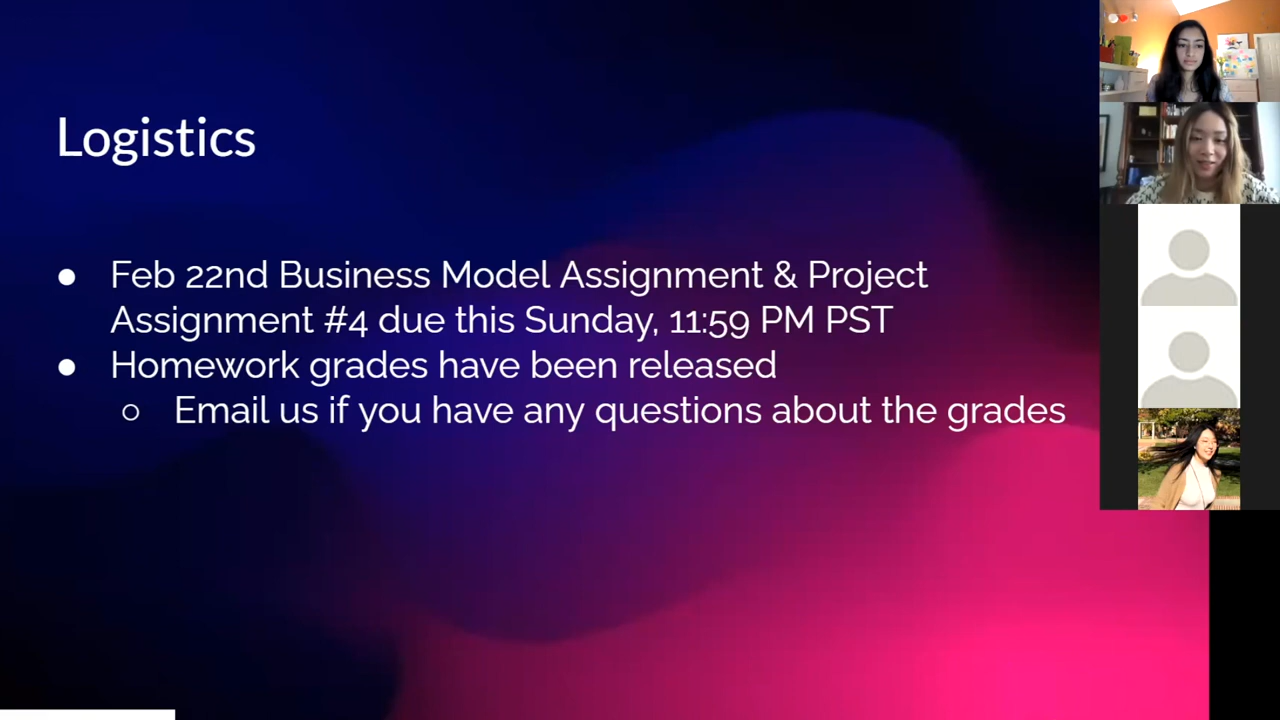 Logistics
● Feb 22nd Business Model Assignment & Project
Assignment #4 due this Sunday, 11:59 PM PST
● Homework grades have been released
○ Email us if you have any questions about the grades